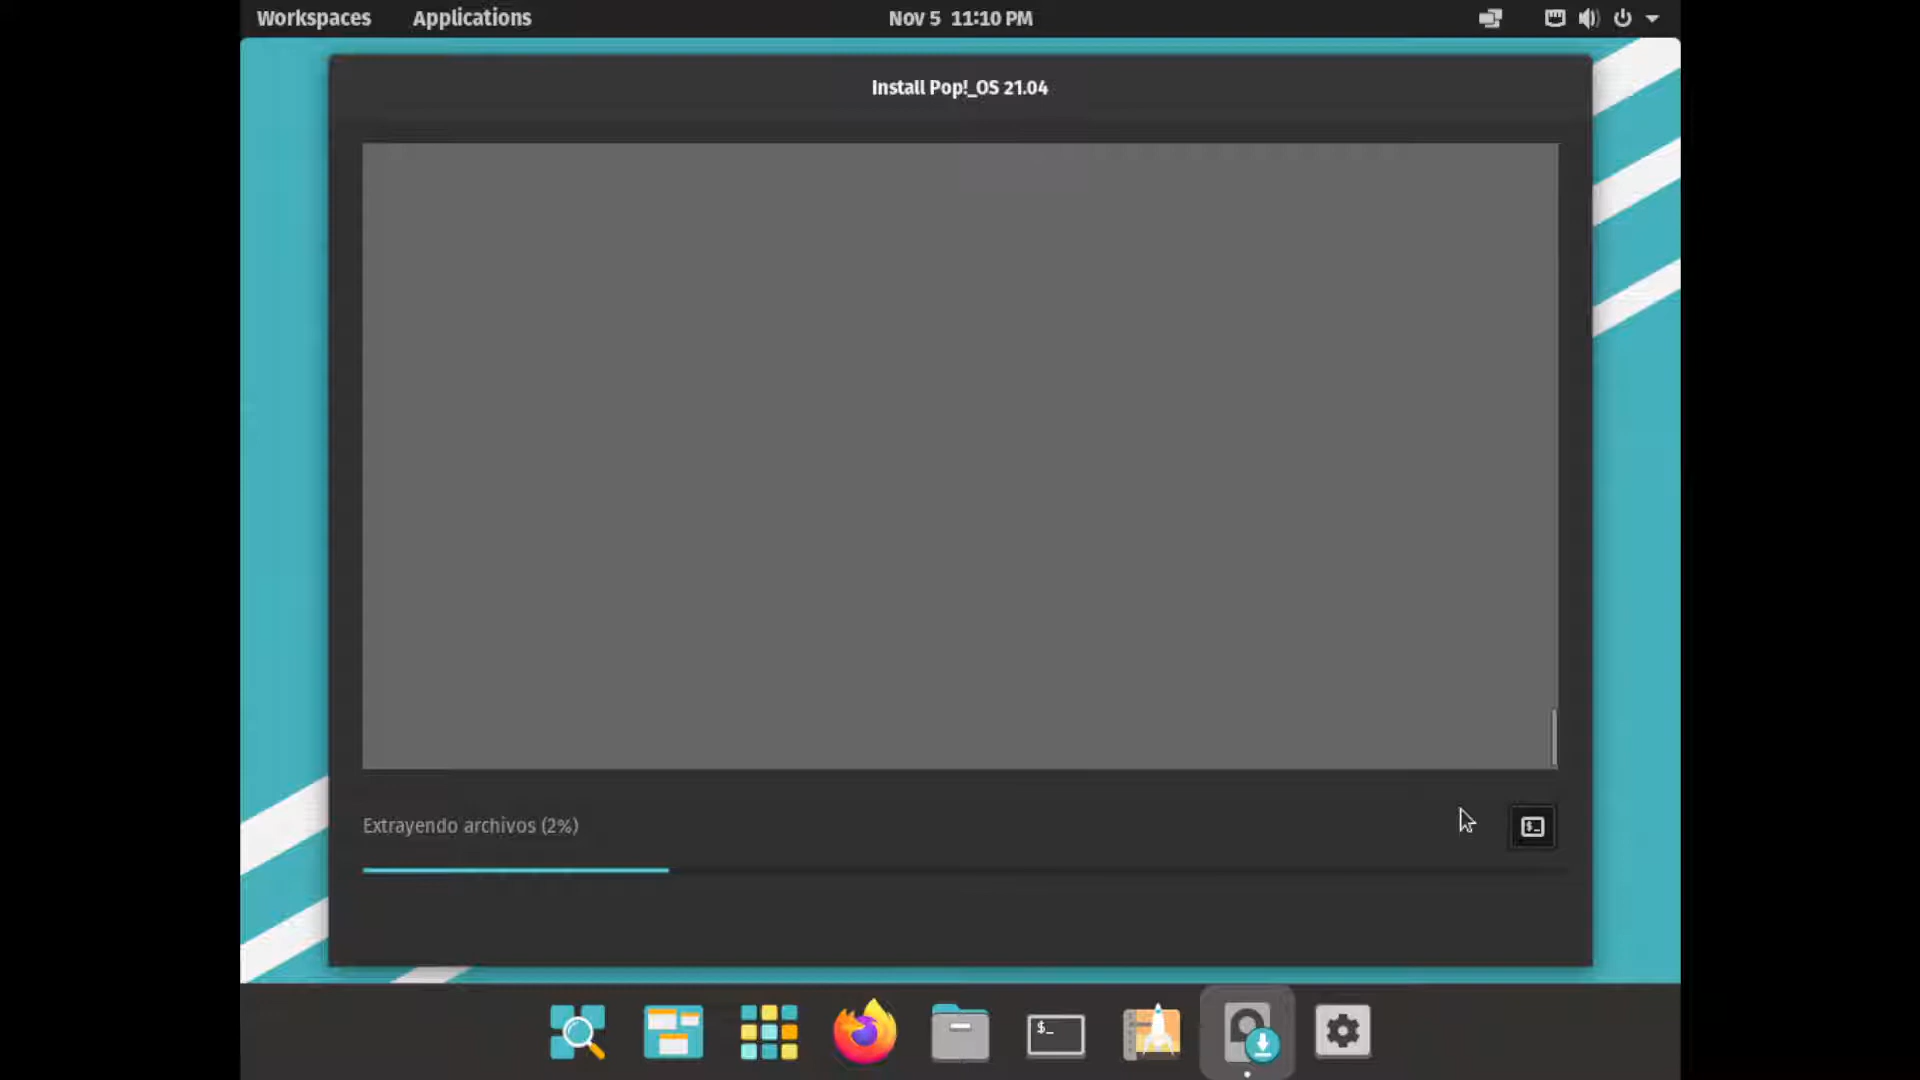 Workspaces Applications Nov 5 11:10 PM
Install Pop!_OS 21.04
Extrayendo archivos (2%)
$_
$_